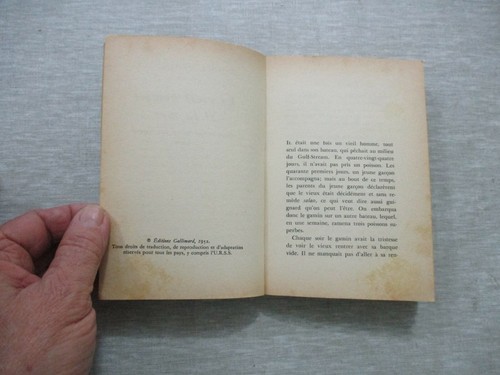 © Éditions Gallimard, 1952.
Tous droits de traduction, de reproduction et d'adaptation
réservés pour tous les pays, y compris l'U.R.S.S.
Il était une fois un vieil homme, tout
seul dans son bateau, qui pêchait au milieu
du Gulf-Stream. En quatre-vingt-quatre
jours, il n'avait pas pris un poisson. Les
quarante premiers jours, un jeune garçon
l'accompagna; mais au bout de ce temps,
les parents du jeune garçon déclarèrent
que le vieux était décidément et sans re-
mède salao, ce qui veut dire aussi gui-
gnard qu'on peut l'être. On embarqua
donc le gamin sur un autre bateau, lequel,
en une semaine, ramena trois poissons su-
perbes.
Chaque soir le gamin avait la tristesse
de voir le vieux rentrer avec sa barque
vide. Il ne manquait pas d'aller à sa ren-